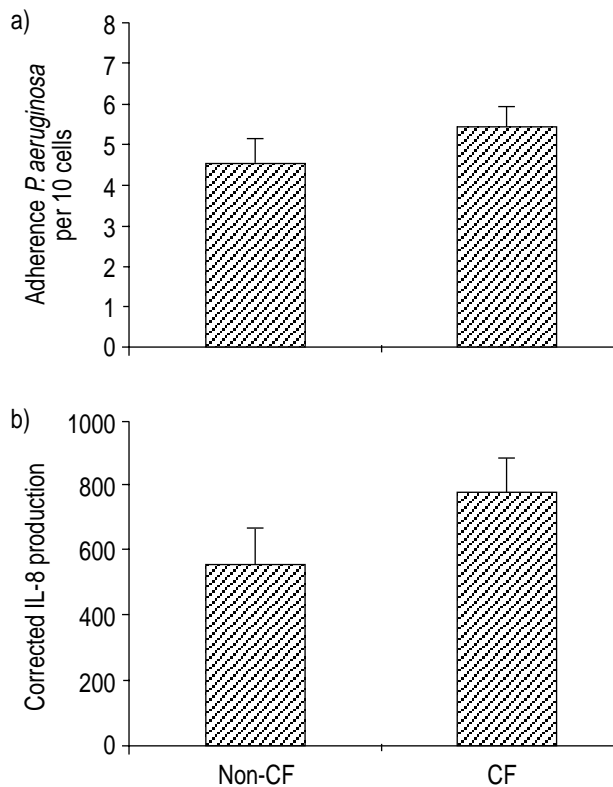 a)
Adherence P. aeruginosa
per 10 cells
8
7
6
5
4
3
2
1
0
b)
Corrected IL-8 production
1000
800
600
400
200
0
Non-CF CF